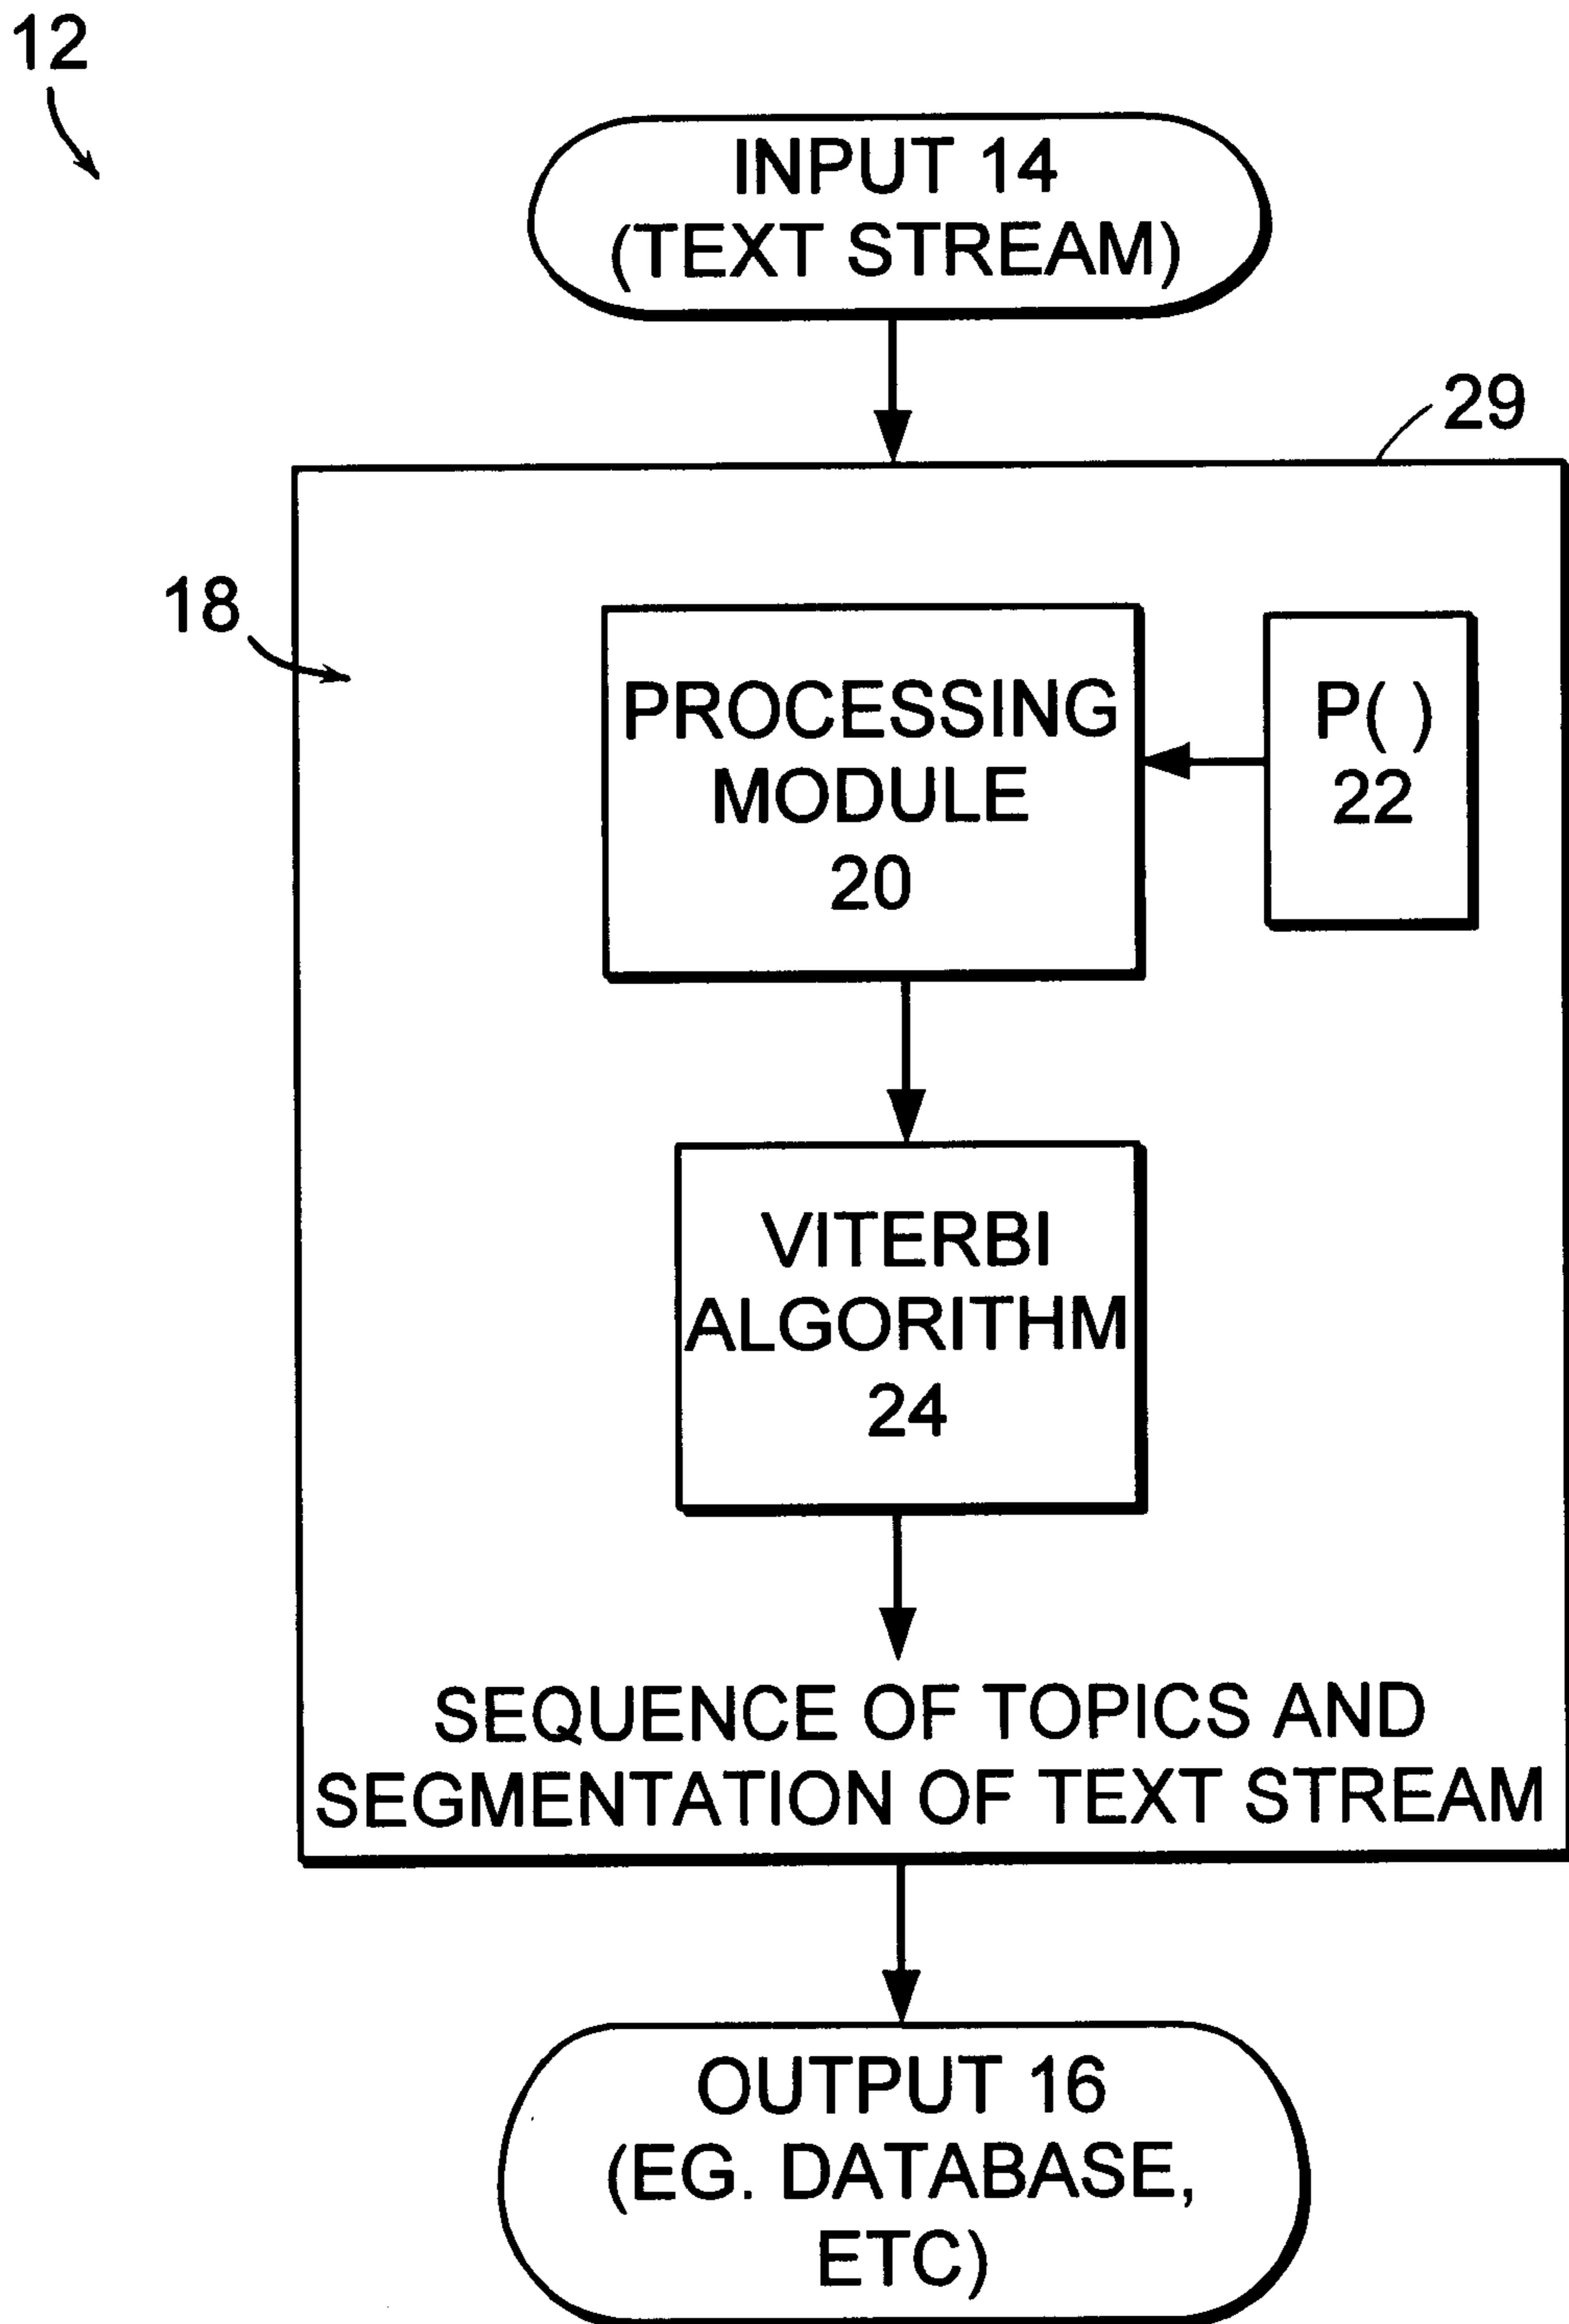 12
INPUT 14
(TEXT STREAM)
29
18
PROCESSING
MODULE
20
P( )
22
VITERBI
ALGORITHM
24
SEQUENCE OF TOPICS AND
SEGMENTATION OF TEXT STREAM
OUTPUT 16
(EG. DATABASE,
ETC)